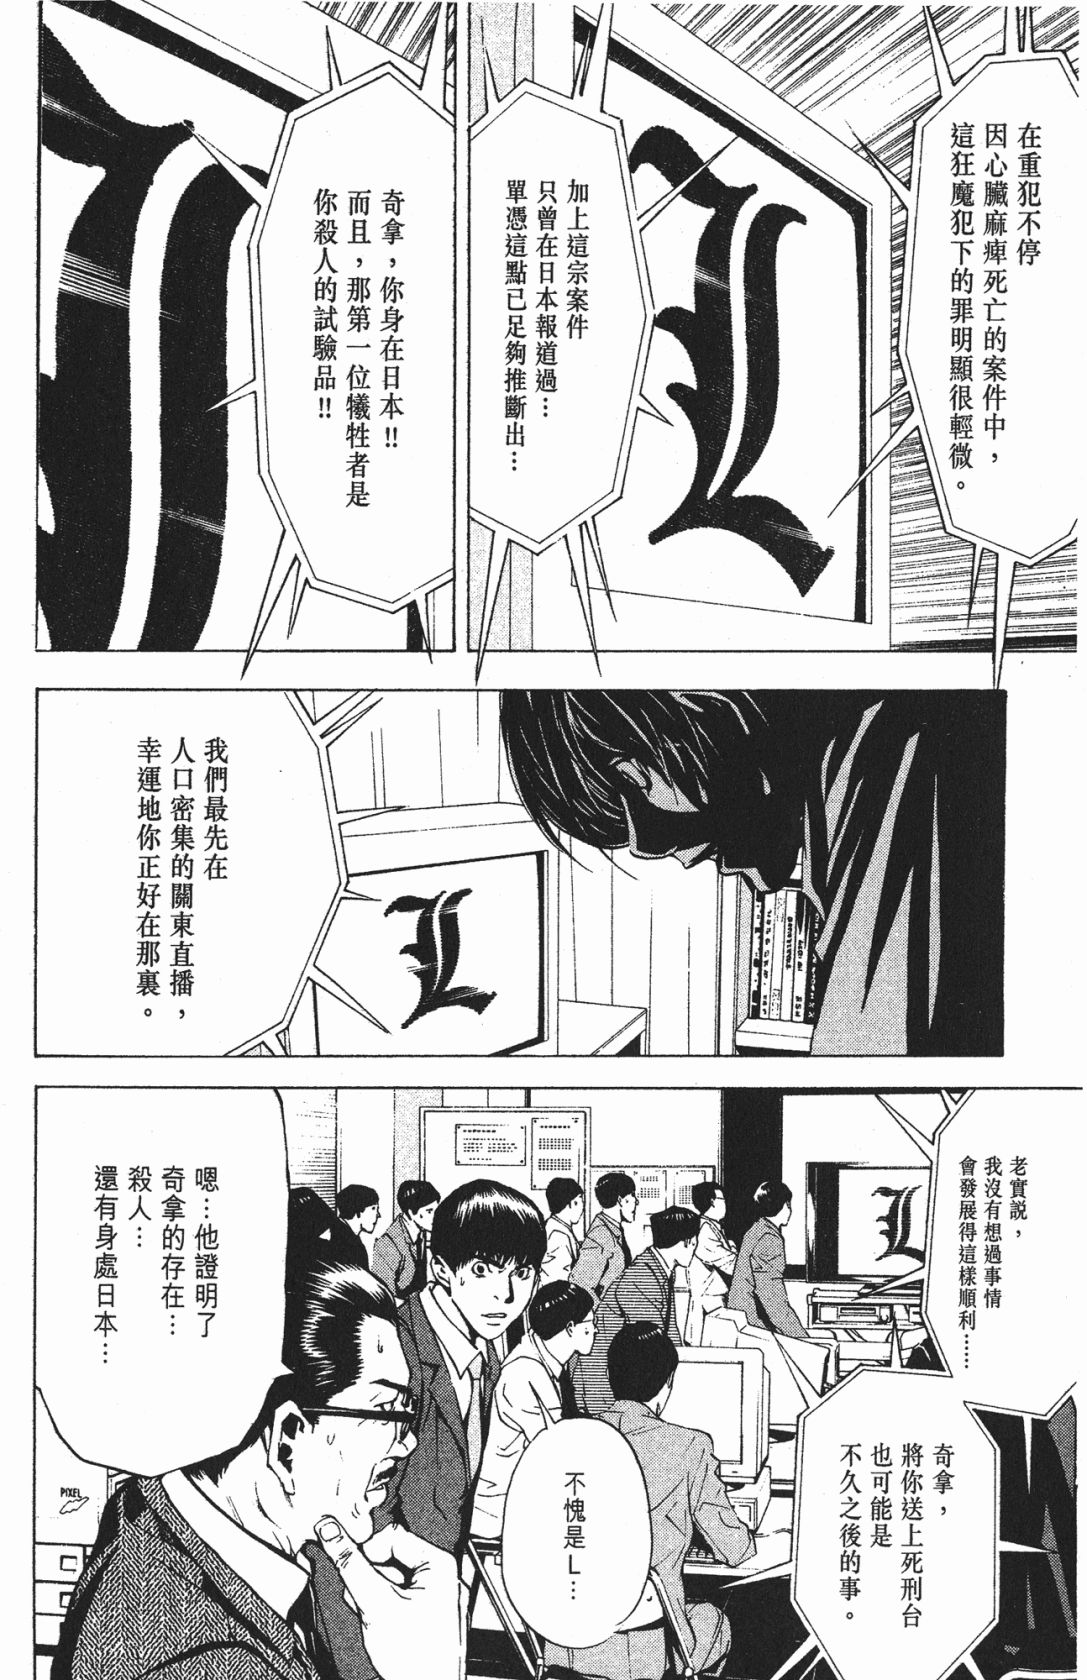 在重犯不停
因心臟麻痺死亡的案件中，
這狂魔犯下的罪明顯很輕微。
加上這宗案件
只曾在日本報道過…
單憑這點已足夠推斷出…
奇拿，你身在日本!!
而且，那第一位犧牲者是
你殺人的試驗品!!
我們最先在
人口密集的關東直播，
幸運地你正好在那裏。
老實説，
我沒有想過事情
會發展得這樣順利……
奇拿，
將你送上死刑台
也可能是
不久之後的事。
不愧是L…
嗯…他證明了
奇拿的存在…
殺人…
還有身處日本…
PIXEL